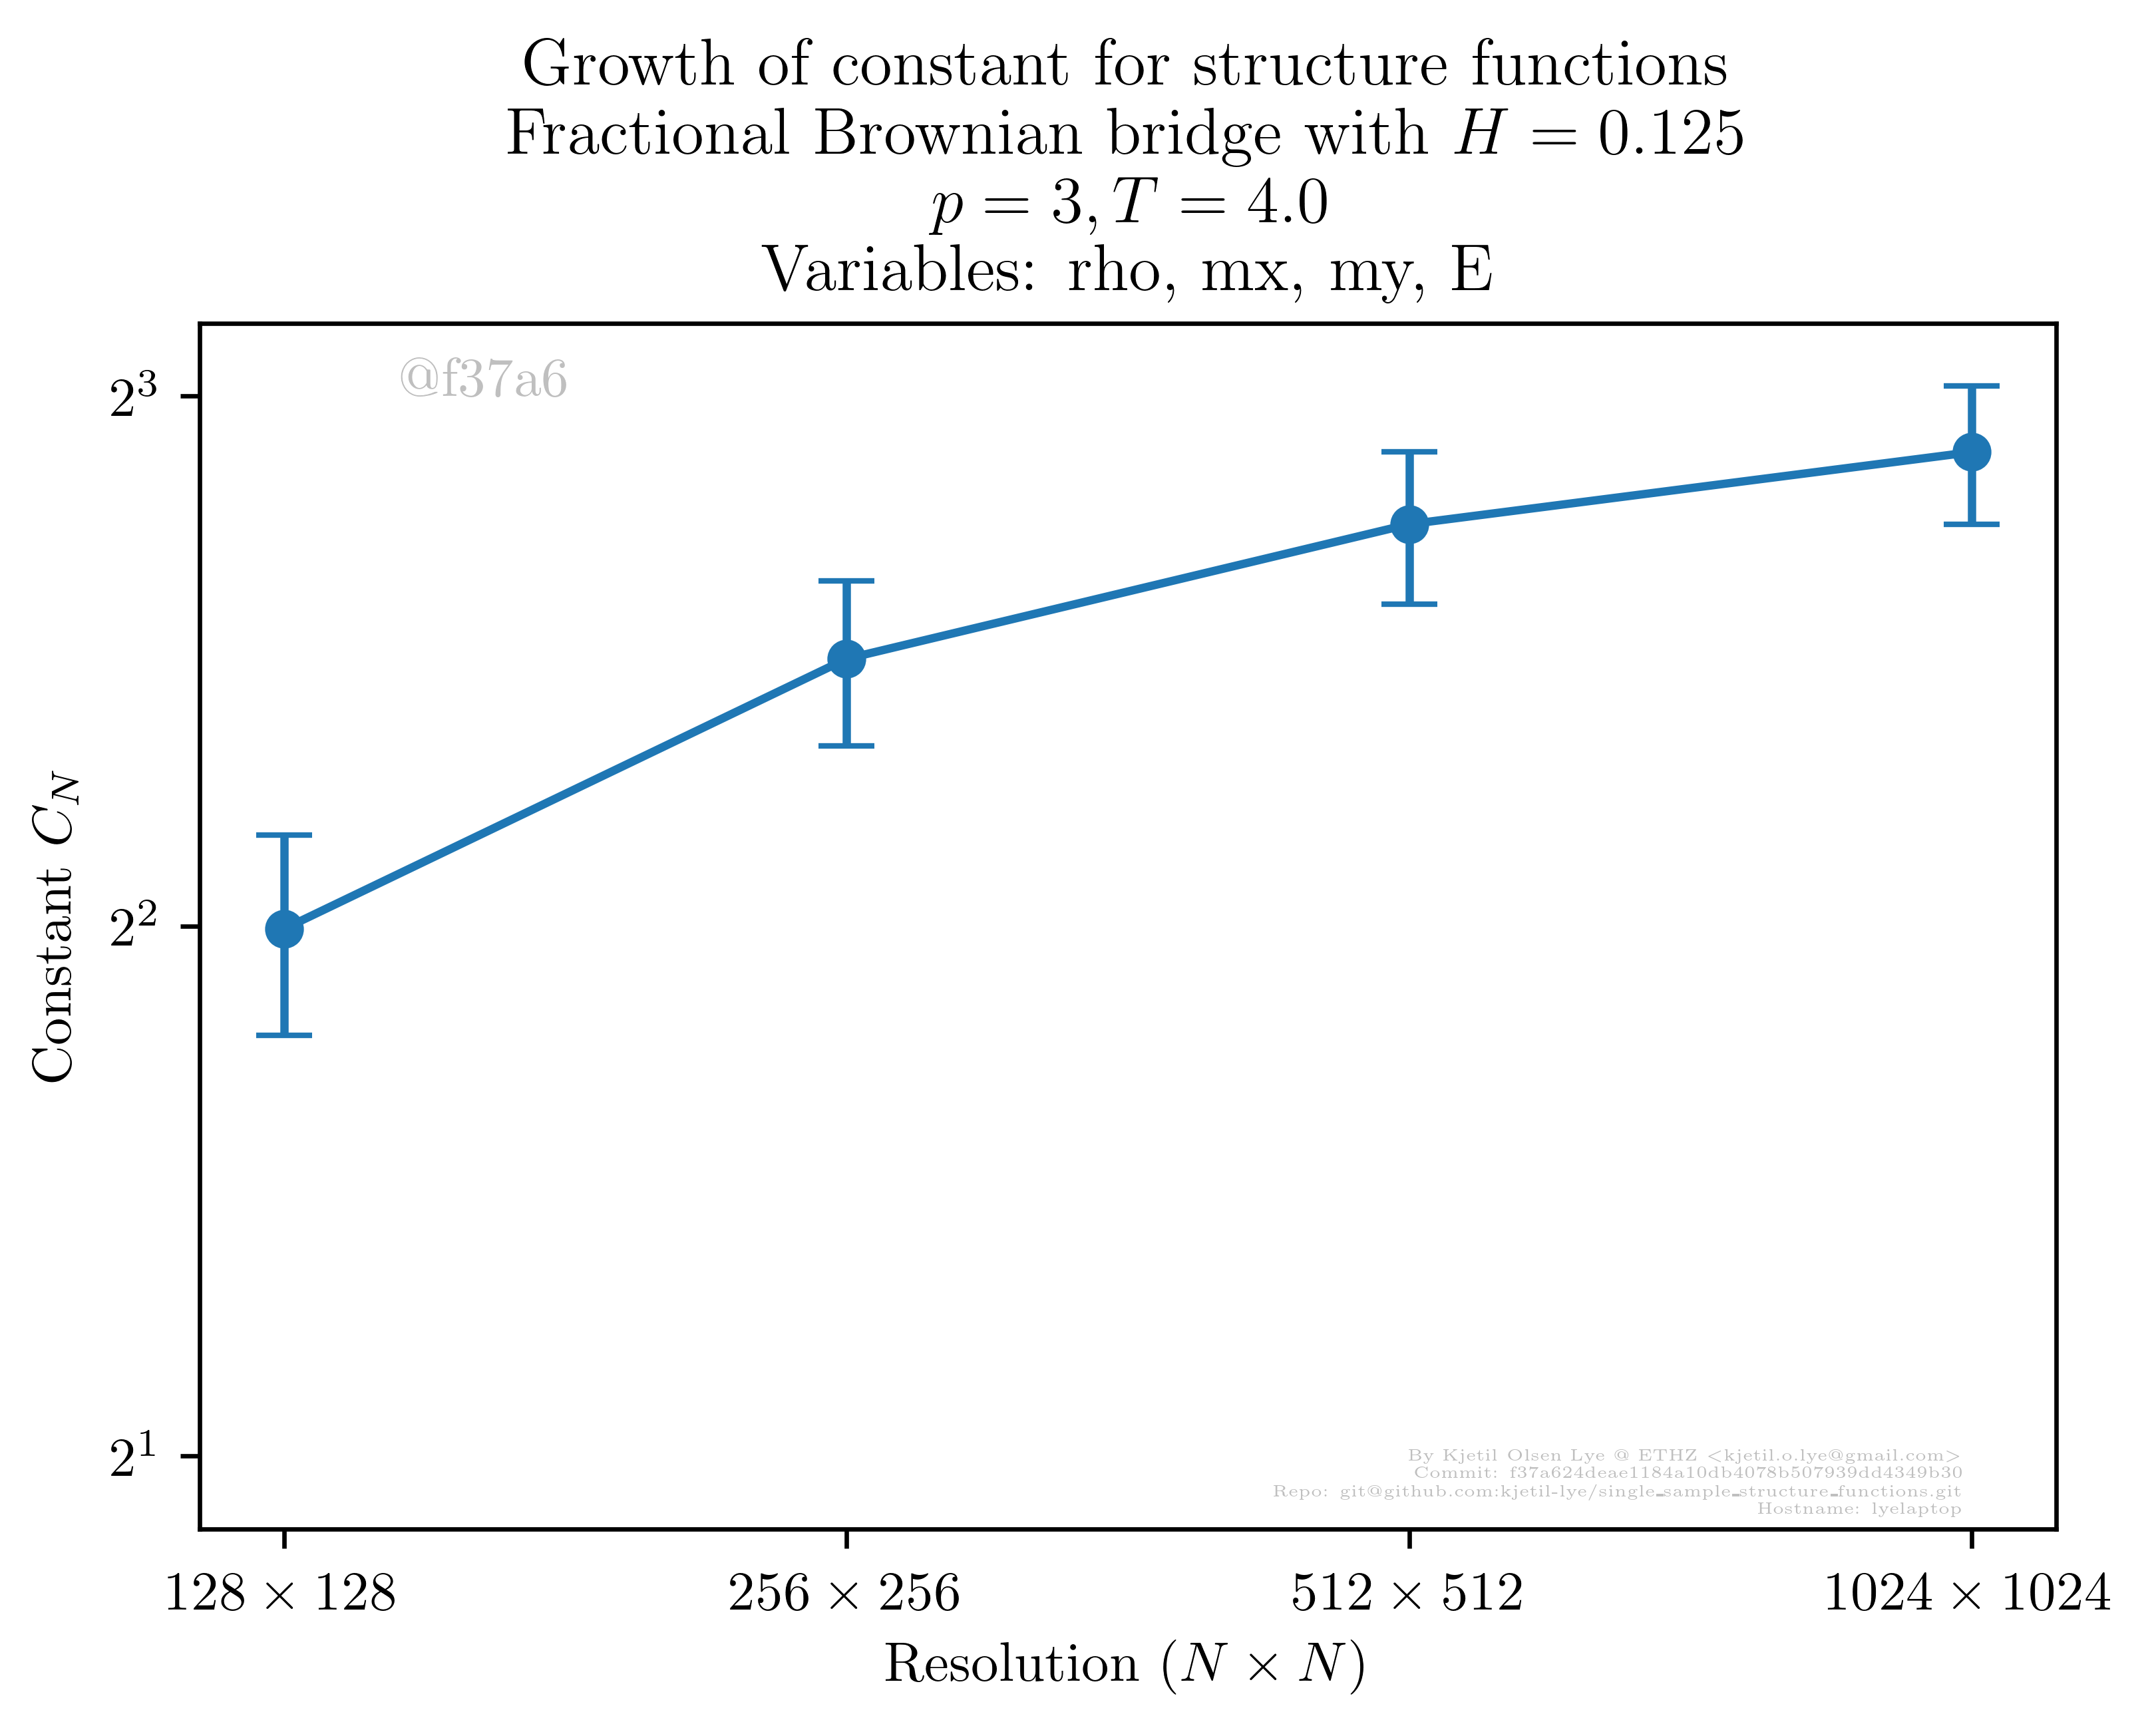 Growth of constant for structure functions
Fractional Brownian bridge with H = 0.125
p = 3, T = 4.0
Variables: rho, mx, my, E
@f37a6
2³
2²
2¹
Constant C_N
By Kjetil Olsen Lye @ ETHZ <kjetil.o.lye@gmail.com>
Commit: f37a624deae1184a10db4078b507939dd4349b30
Repo: git@github.com:kjetil-lye/single_sample_structure_functions.git
Hostname: lyelaptop
128 × 128 256 × 256 512 × 512 1024 × 1024
Resolution (N × N)